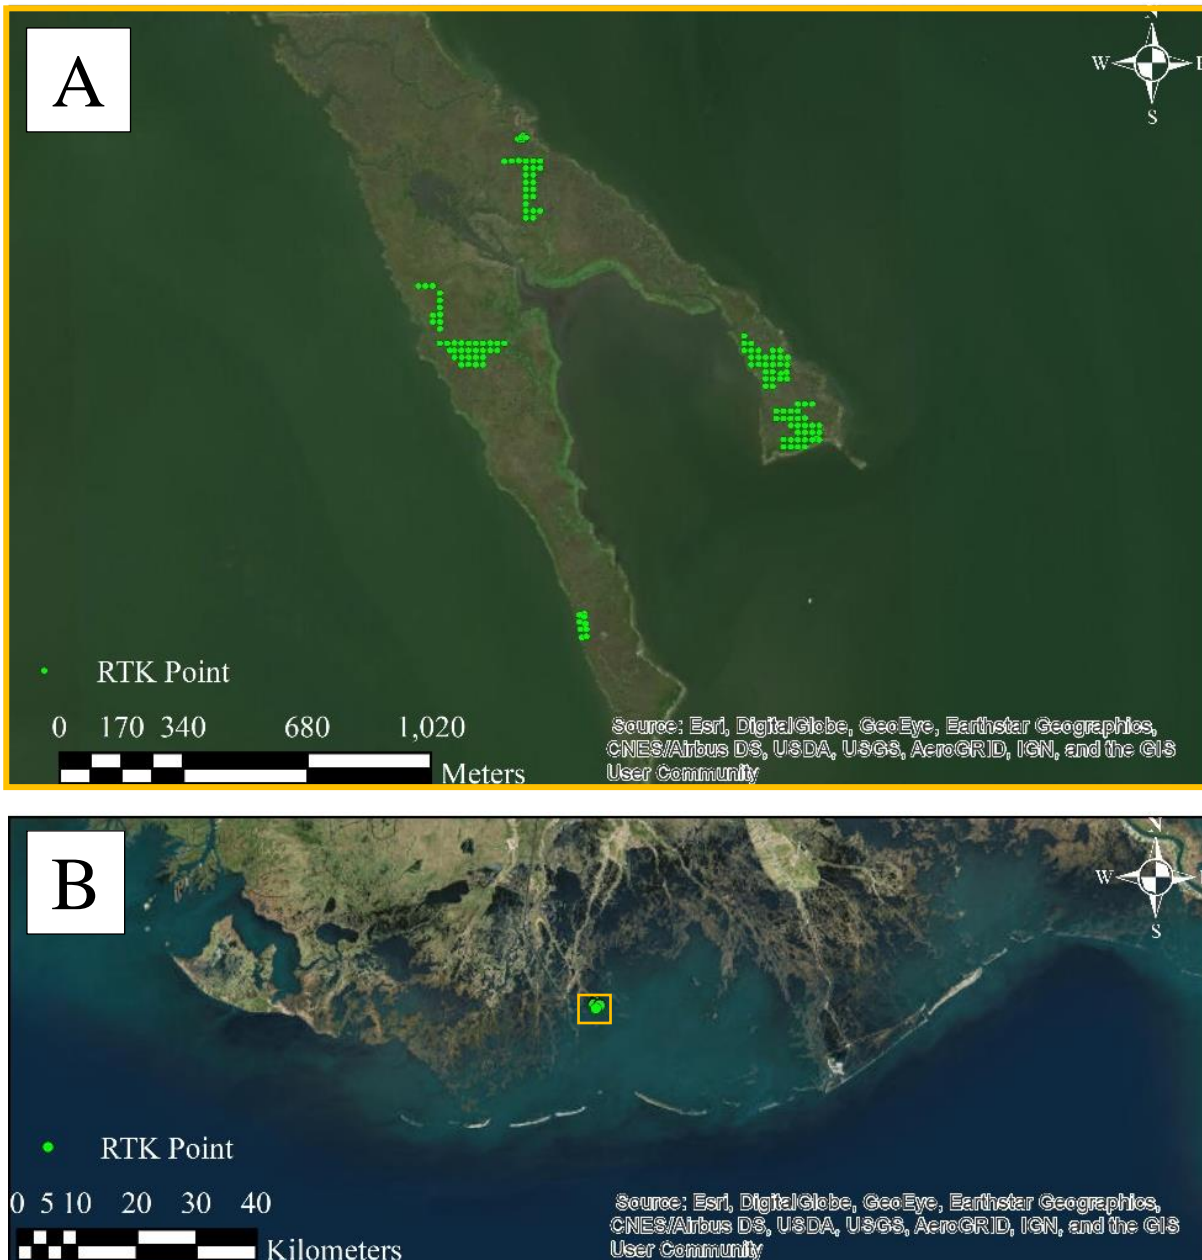 A
N
W
E
S
RTK Point
0 170 340 680 1,020
Meters
Source: Esri, DigitalGlobe, GeoEye, Earthstar Geographics,
CNES/Airbus DS, USDA, USGS, AeroGRID, IGN, and the GIS
User Community
B
N
W
S
RTK Point
0 5 10 20 30 40
Kilometers
Source: Esri, DigitalGlobe, GeoEye, Earthstar Geographics,
CNES/Airbus DS, USDA, USGS, AeroGRID, IGN, and the GIS
User Community